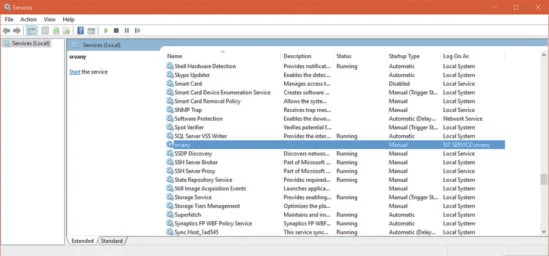 Services
File Action View Help
Services (Local)
Services (Local)
srvany
Start the service
Name Description Status Startup Type Log On As
Shell Hardware Detection Provides notificat... Running Automatic Local System
Skype Updater Enables the detec... Automatic Local System
Smart Card Manages access t... Disabled Local Service
Smart Card Device Enumeration Service Creates software ... Manual (Trigger St... Local System
Smart Card Removal Policy Allows the syste... Manual Local System
SNMP Trap Receives trap mes... Manual Local Service
Software Protection Enables the down... Automatic (Delay... Network Service
Spot Verifier Verifies potential f... Manual (Trigger St... Local System
SQL Server VSS Writer Provides the inter... Running Automatic Local System
srvany Manual NT SERVICE\srvany
SSDP Discovery Discovers networ... Running Manual Local Service
SSH Server Broker Part of Microsoft ... Running Manual Local System
SSH Server Proxy Part of Microsoft ... Running Manual Local Service
State Repository Service Provides required... Running Manual Local System
Still Image Acquisition Events Launches applica... Manual Local System
Storage Service Provides enabling... Running Manual (Trigger St... Local System
Storage Tiers Management Optimizes the pla... Manual Local System
Superfetch Maintains and im... Running Automatic Local System
Synaptics FP WBF Policy Service Synaptics FP WBF... Running Automatic Local System
Sync Host_1ad545 This service sync... Running Automatic (Delay... Local System
Extended Standard